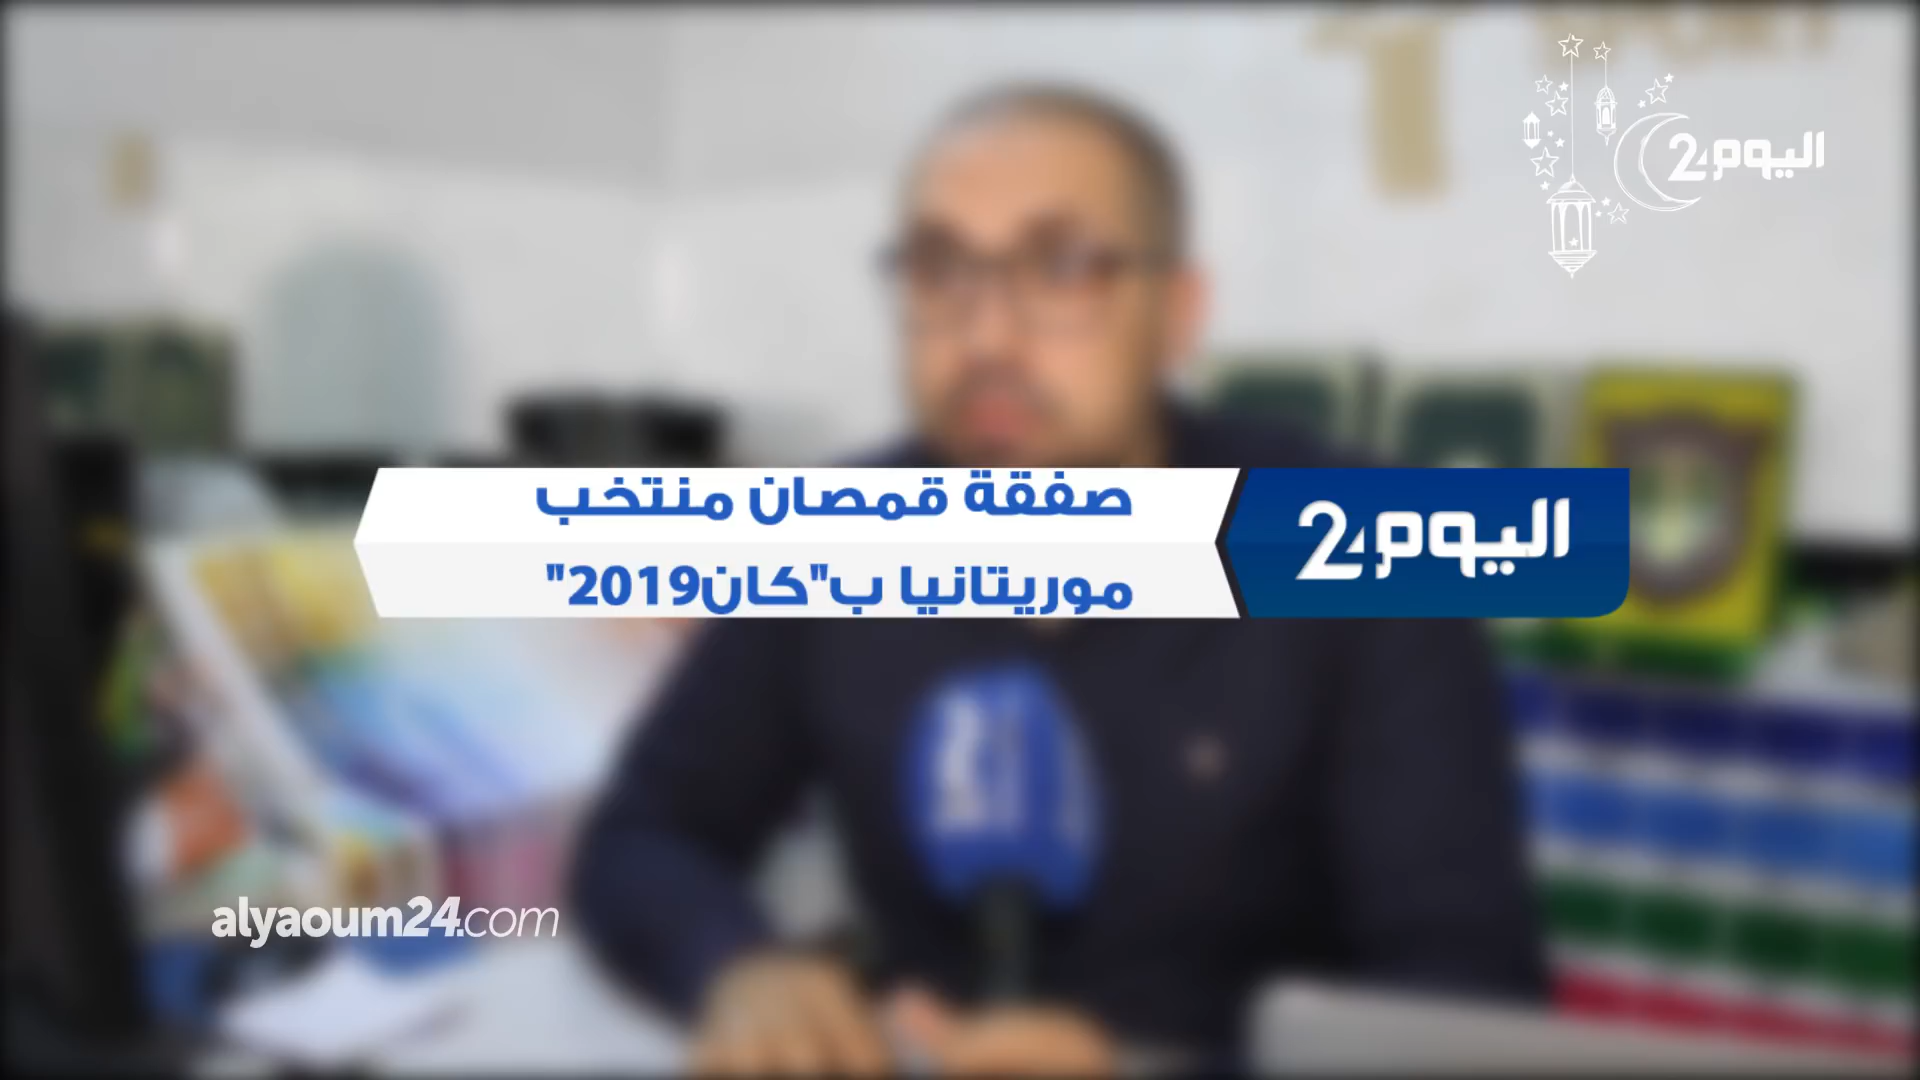 اليوم24
صفقة قمصان منتخب
موريتانيا ب"كان2019"
اليوم24
alyaoum24.com